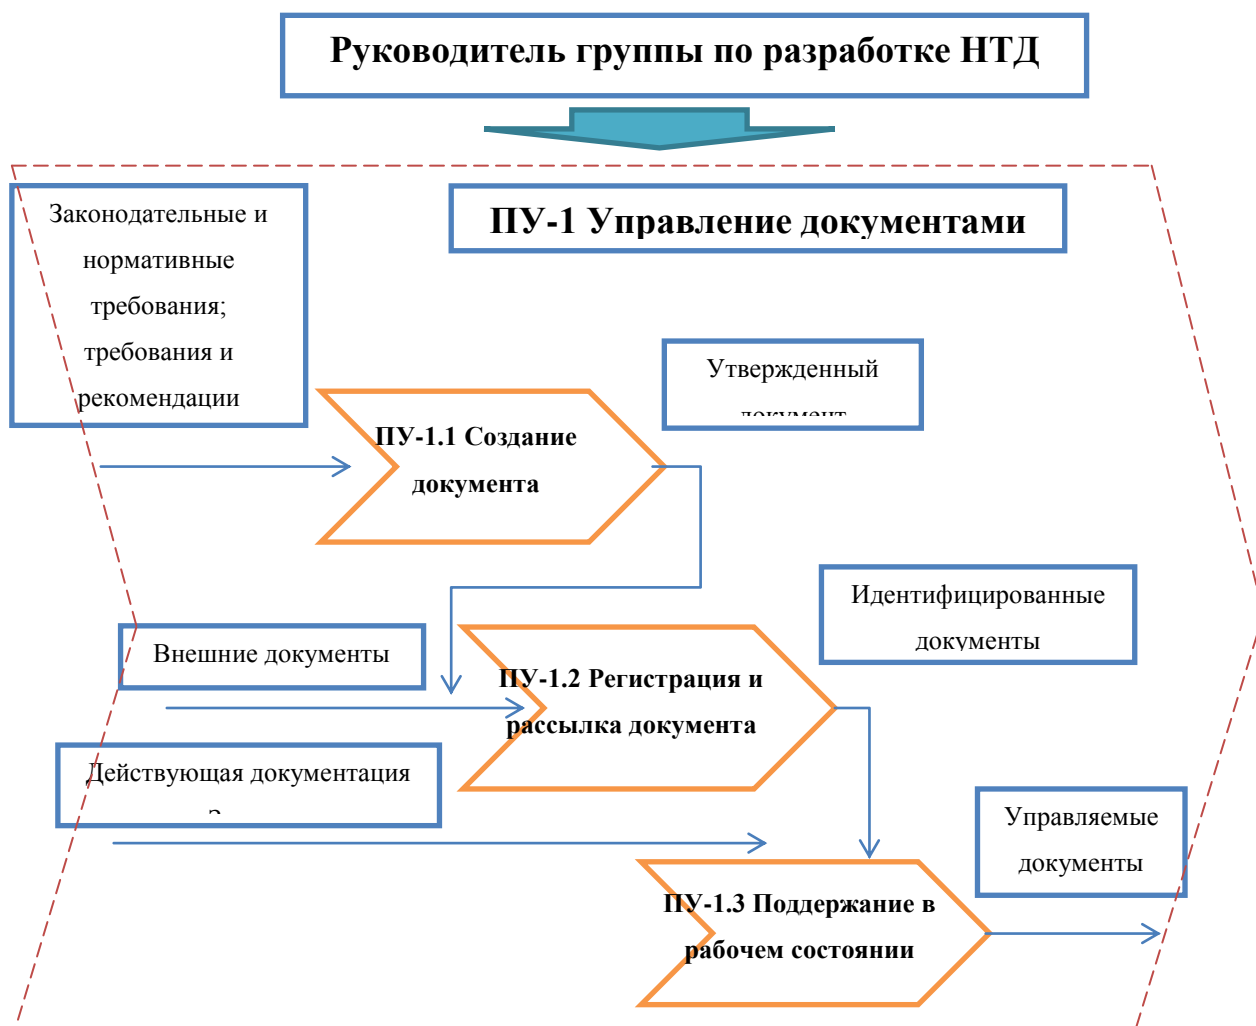 Руководитель группы по разработке НТД
ПУ-1 Управление документами
Законодательные и
нормативные
требования;
требования и
рекомендации
Утвержденный
документ
ПУ-1.1 Создание
документа
Идентифицированные
документы
Внешние документы
ПУ-1.2 Регистрация и
рассылка документа
Действующая документация
Управляемые
документы
ПУ-1.3 Поддержание в
рабочем состоянии